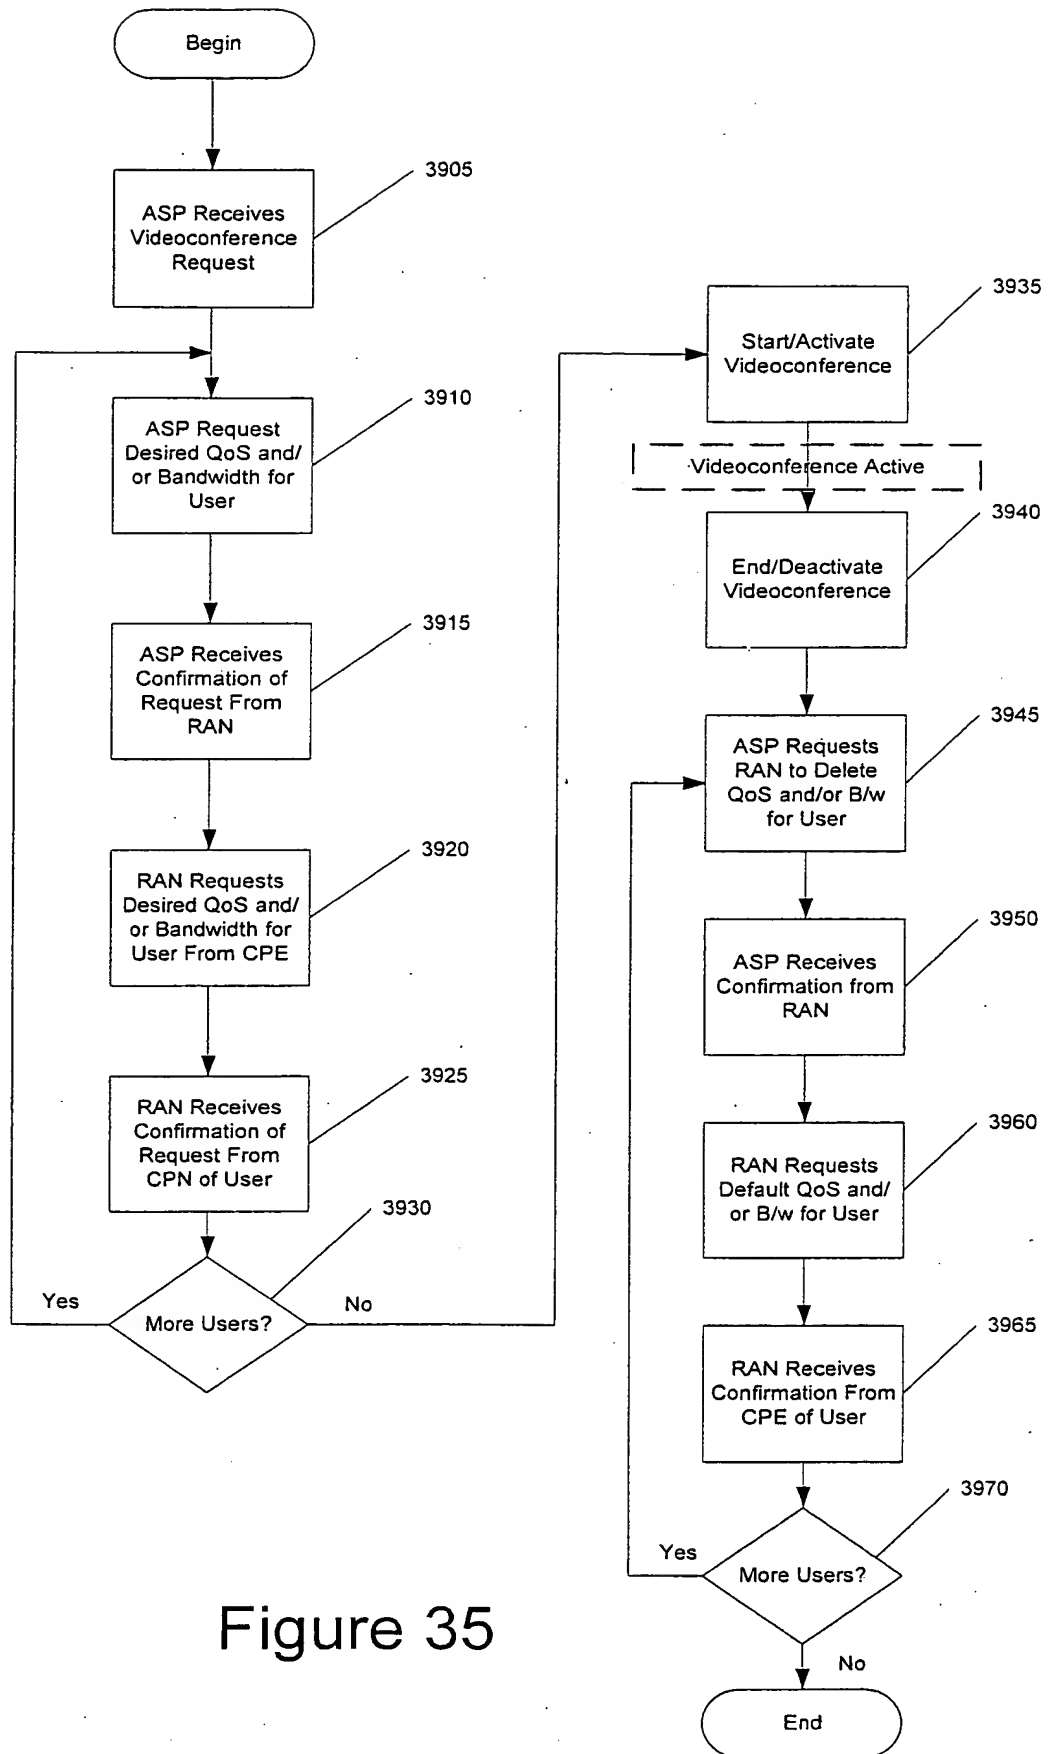 Begin
3905
ASP Receives
Videoconference
Request
3910
ASP Request
Desired QoS and/
or Bandwidth for
User
3915
ASP Receives
Confirmation of
Request From
RAN
3920
RAN Requests
Desired QoS and/
or Bandwidth for
User From CPE
3925
RAN Receives
Confirmation of
Request From
CPN of User
3930
Yes
More Users?
No
3935
Start/Activate
Videoconference
Videoconference Active
3940
End/Deactivate
Videoconference
3945
ASP Requests
RAN to Delete
QoS and/or B/w
for User
3950
ASP Receives
Confirmation from
RAN
3960
RAN Requests
Default QoS and/
or B/w for User
3965
RAN Receives
Confirmation From
CPE of User
3970
Yes
More Users?
No
End
Figure 35